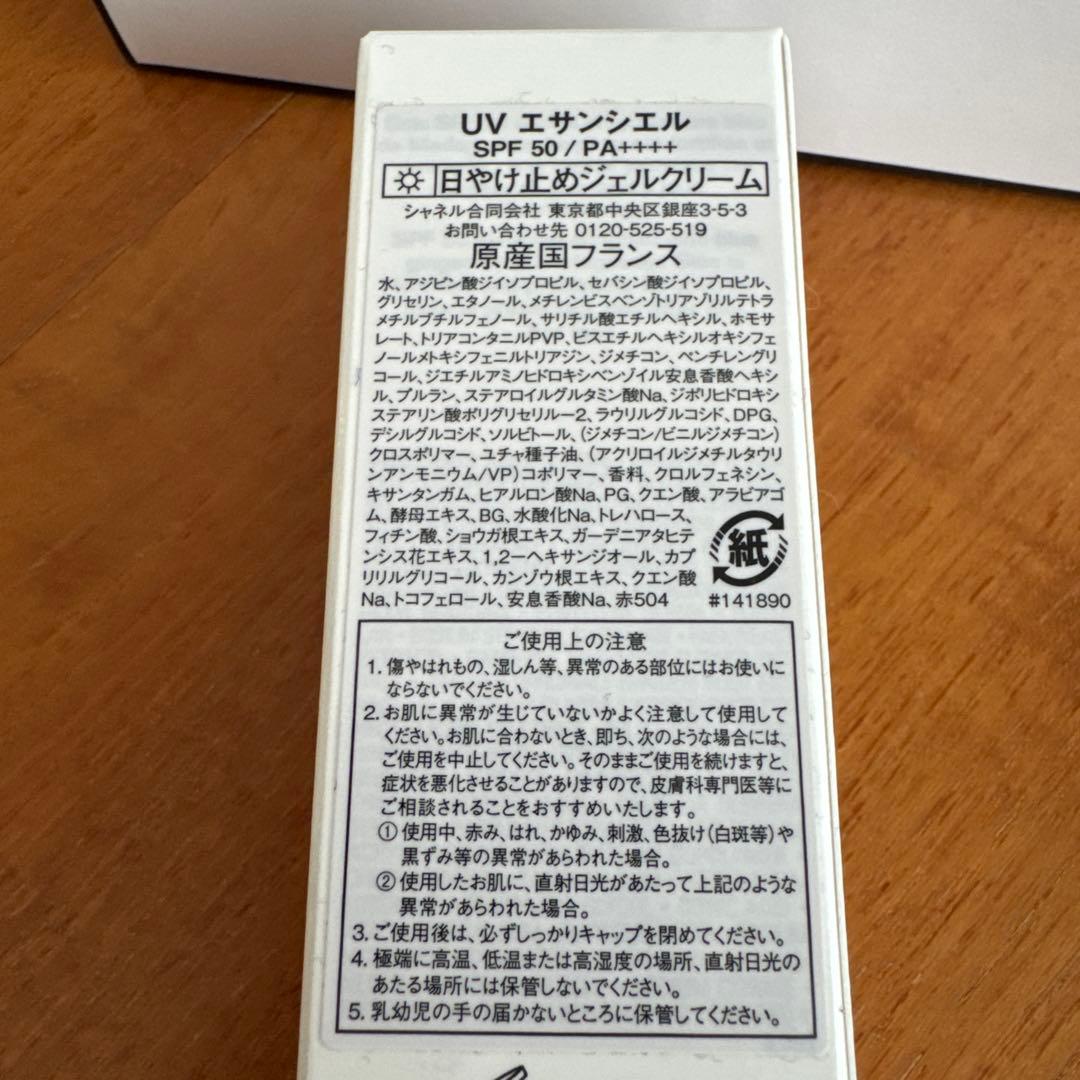 UV エサンシエル
SPF 50 / PA++++
日やけ止めジェルクリーム
シャネル合同会社 東京都中央区銀座3-5-3
お問い合わせ先 0120-525-519
原産国フランス
水、アジピン酸ジイソプロピル、セバシン酸ジイソプロピル、
グリセリン、エタノール、メチレンビスベンゾトリアゾリルテトラ
メチルブチルフェノール、サリチル酸エチルヘキシル、ホモサ
レート、トリアコンタニルPVP、ビスエチルヘキシルオキシフェ
ノールメトキシフェニルトリアジン、ジメチコン、ペンチレングリ
コール、ジエチルアミノヒドロキシベンゾイル安息香酸ヘキシ
ル、プルラン、ステアロイルグルタミン酸Na、ジポリヒドロキシ
ステアリン酸ポリグリセリル－2、ラウリルグルコシド、DPG、
デシルグルコシド、ソルビトール、(ジメチコン/ビニルジメチコン)
クロスポリマー、ユチャ種子油、(アクリロイルジメチルタウリ
ンアンモニウム/VP)コポリマー、香料、クロルフェネシン、
キサンタンガム、ヒアルロン酸Na、PG、クエン酸、アラビアゴ
ム、酵母エキス、BG、水酸化Na、トレハロース、
フィチン酸、ショウガ根エキス、ガーデニアタヒテ
ンシス花エキス、1,2－ヘキサンジオール、カプ
リリルグリコール、カンゾウ根エキス、クエン酸
Na、トコフェロール、安息香酸Na、赤504
紙
#141890
ご使用上の注意
1. 傷やはれもの、湿しん等、異常のある部位にはお使いに
ならないでください。
2. お肌に異常が生じていないかよく注意して使用して
ください。お肌に合わないとき、即ち、次のような場合には、
ご使用を中止してください。そのままご使用を続けますと、
症状を悪化させることがありますので、皮膚科専門医等に
ご相談されることをおすすめいたします。
① 使用中、赤み、はれ、かゆみ、刺激、色抜け(白斑等)や
黒ずみ等の異常があらわれた場合。
② 使用したお肌に、直射日光があたって上記のような
異常があらわれた場合。
3. ご使用後は、必ずしっかりキャップを閉めてください。
4. 極端に高温、低温または高湿度の場所、直射日光の
あたる場所には保管しないでください。
5. 乳幼児の手の届かないところに保管してください。